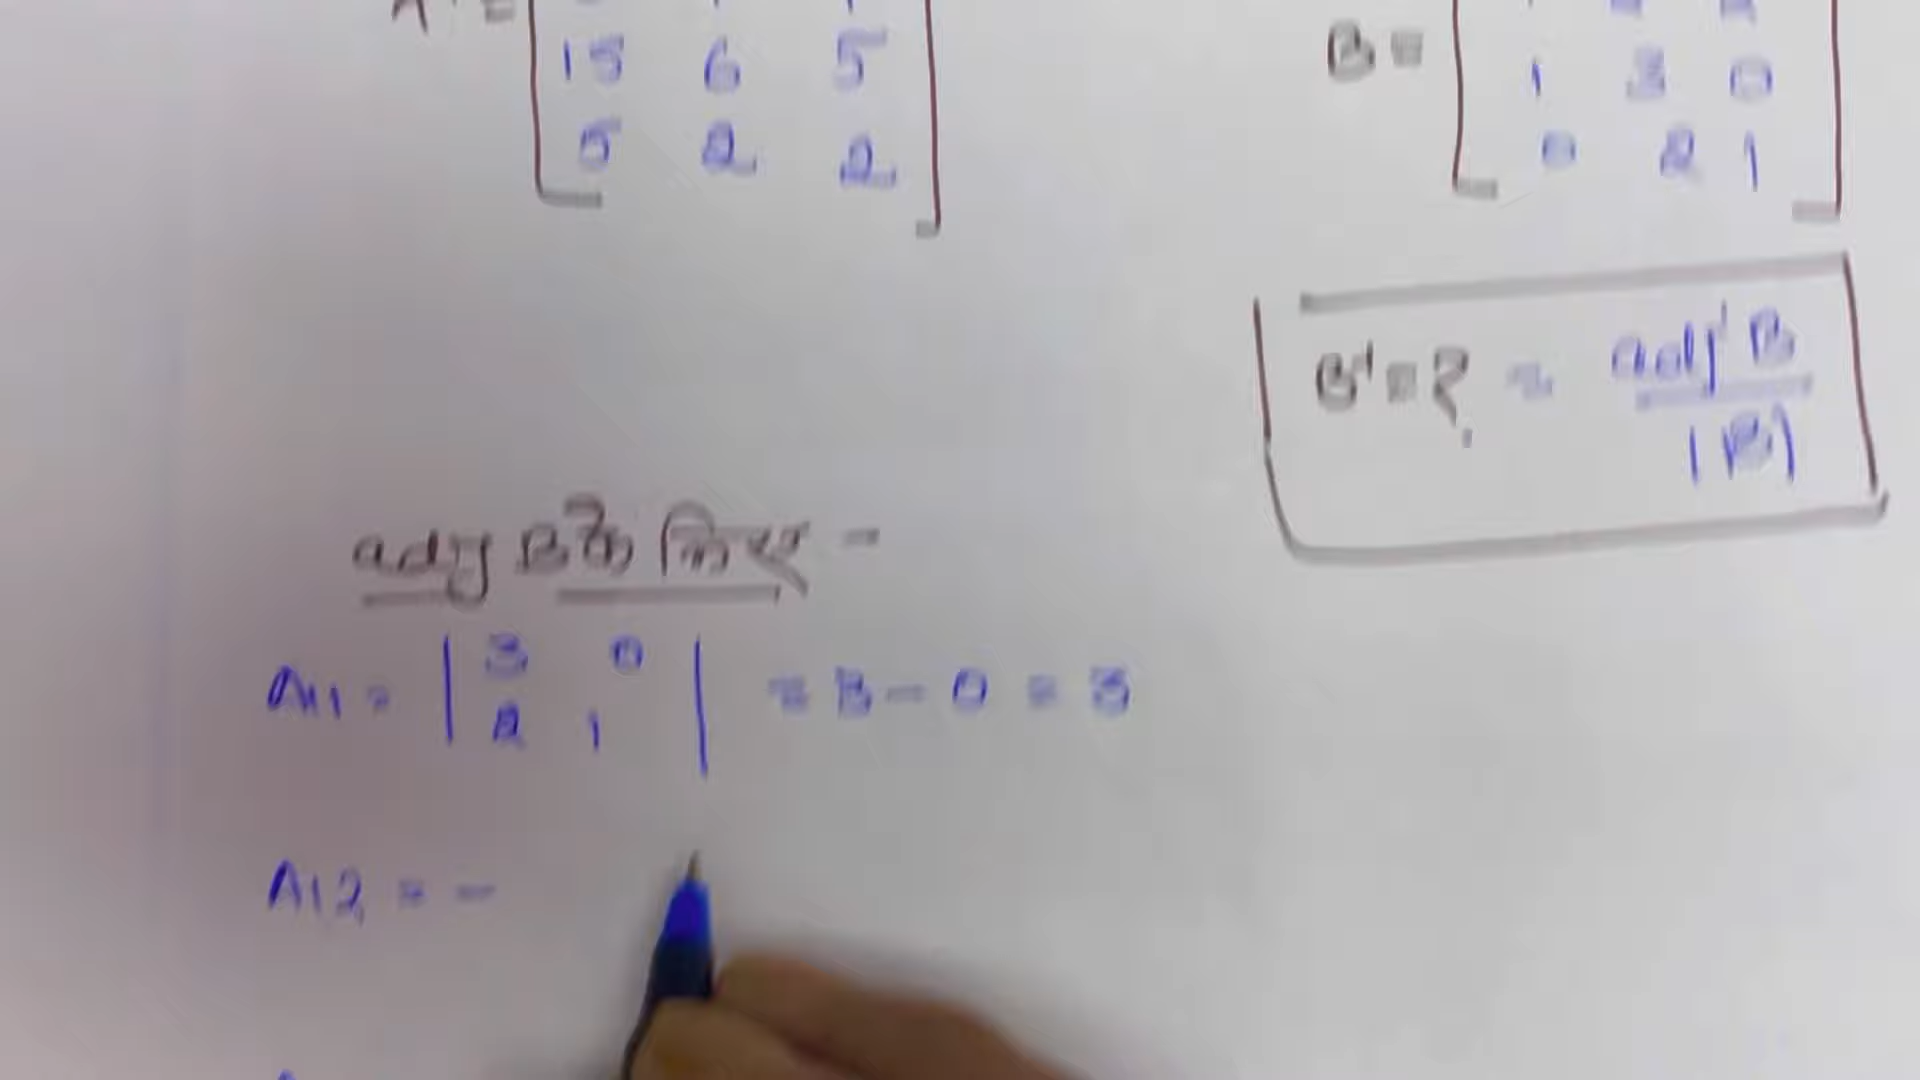 15 6 5
5 2 2
B =
1 3 0
0 2 1
B⁻¹ = ? = adj B / |B|
adj B के लिए -
A11 = | 3 0 | = 3 - 0 = 3
2 1
A12 = -